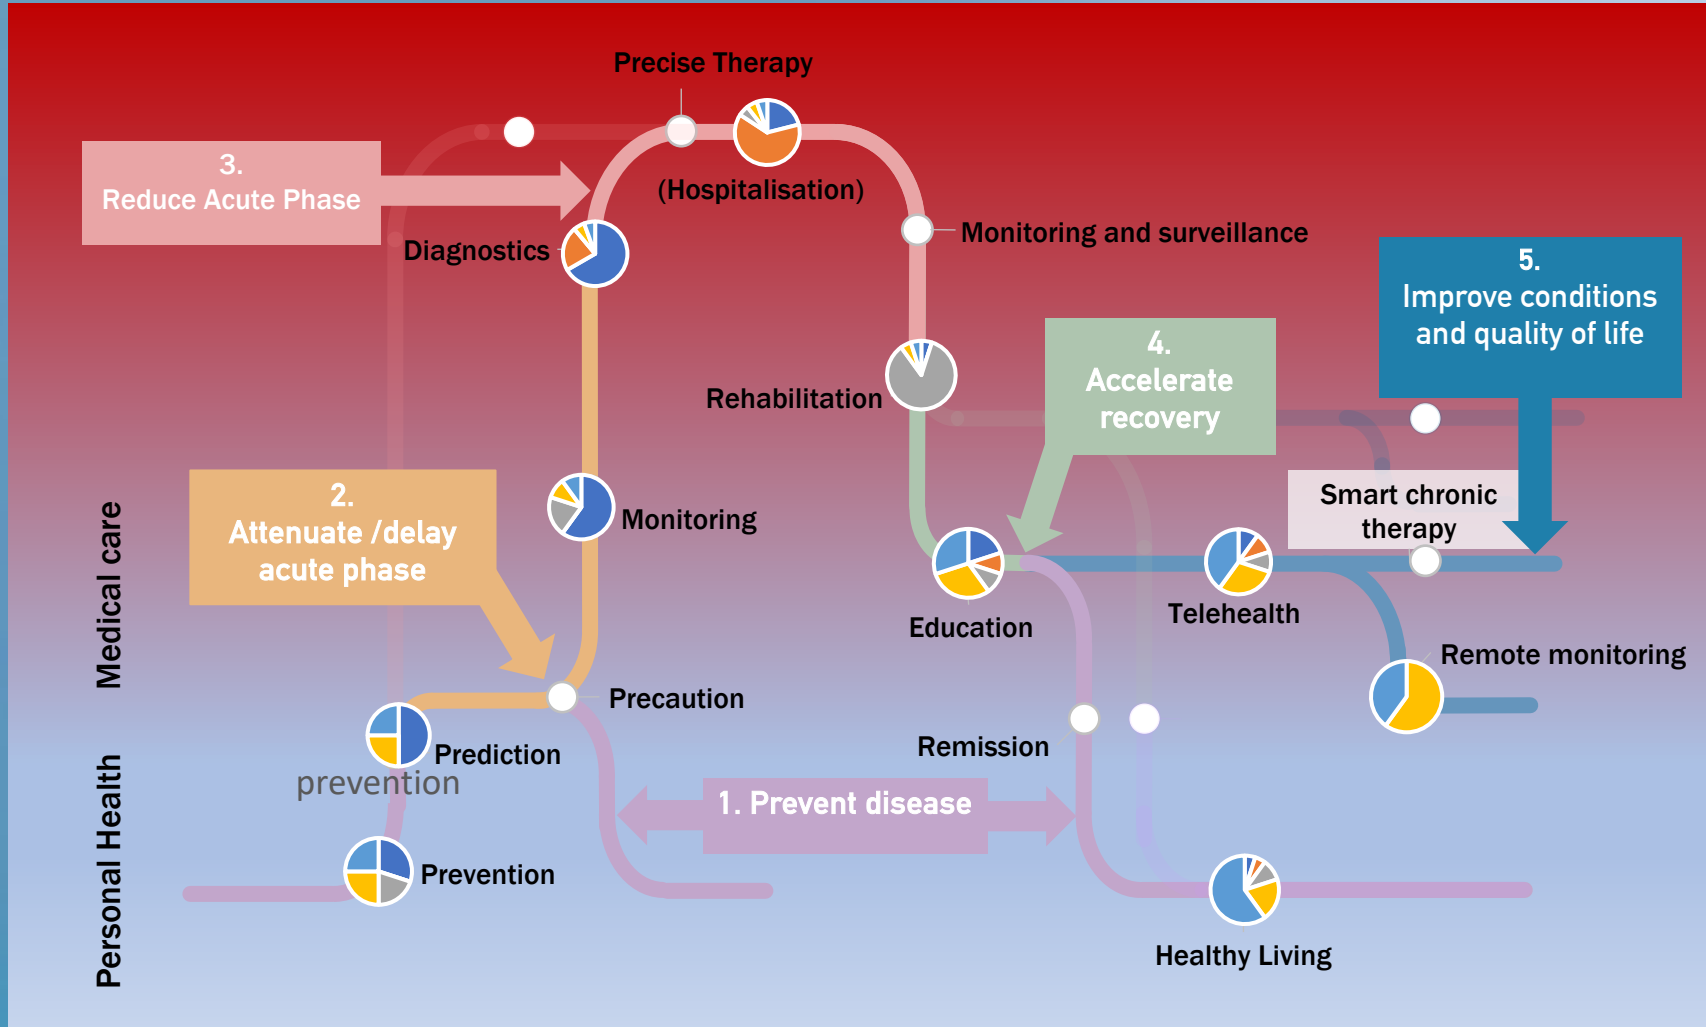 Precise Therapy
3.
Reduce Acute Phase
(Hospitalisation)
Diagnostics
Monitoring and surveillance
5.
Improve conditions
and quality of life
4.
Accelerate
recovery
Rehabilitation
2.
Attenuate /delay
acute phase
Monitoring
Smart chronic
therapy
Medical care
Education
Telehealth
Remote monitoring
Precaution
Remission
Prediction
prevention
1. Prevent disease
Personal Health
Prevention
Healthy Living